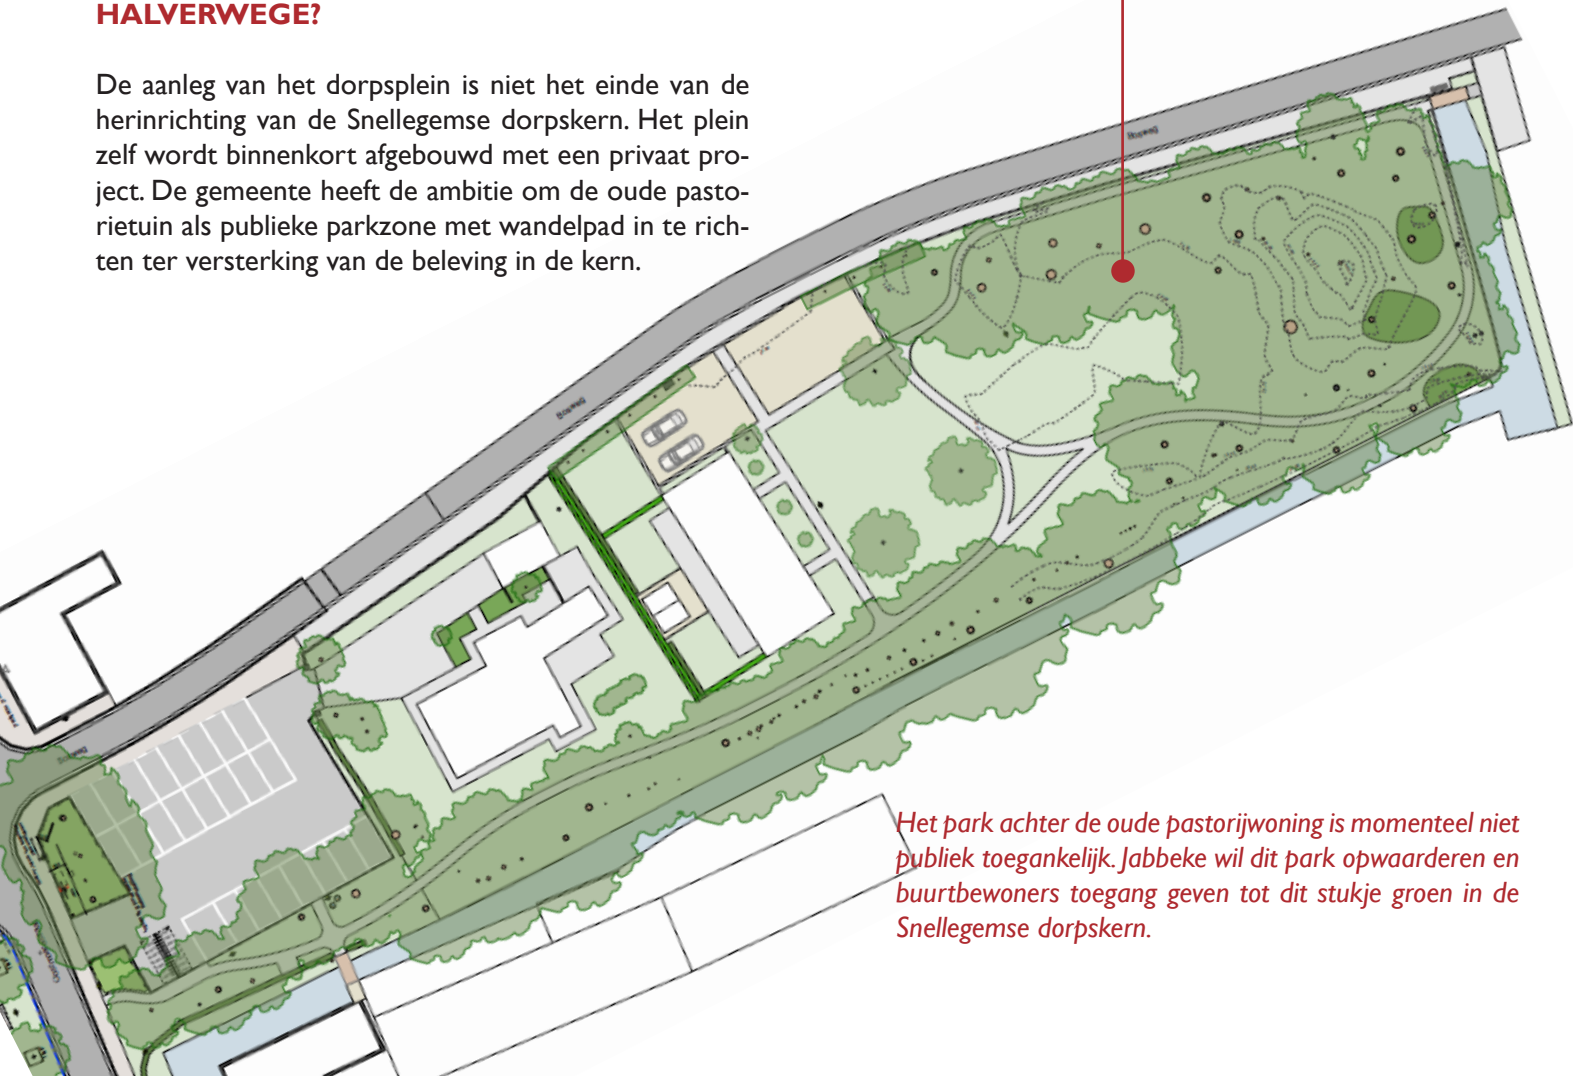 HALVERWEGE?
De aanleg van het dorpsplein is niet het einde van de
herinrichting van de Snellegemse dorpskern. Het plein
zelf wordt binnenkort afgebouwd met een privaat pro-
ject. De gemeente heeft de ambitie om de oude pasto-
rietuin als publieke parkzone met wandelpad in te rich-
ten ter versterking van de beleving in de kern.
Bosweg
Bosweg
Het park achter de oude pastorijwoning is momenteel niet
publiek toegankelijk. Jabbeke wil dit park opwaarderen en
buurtbewoners toegang geven tot dit stukje groen in de
Snellegemse dorpskern.